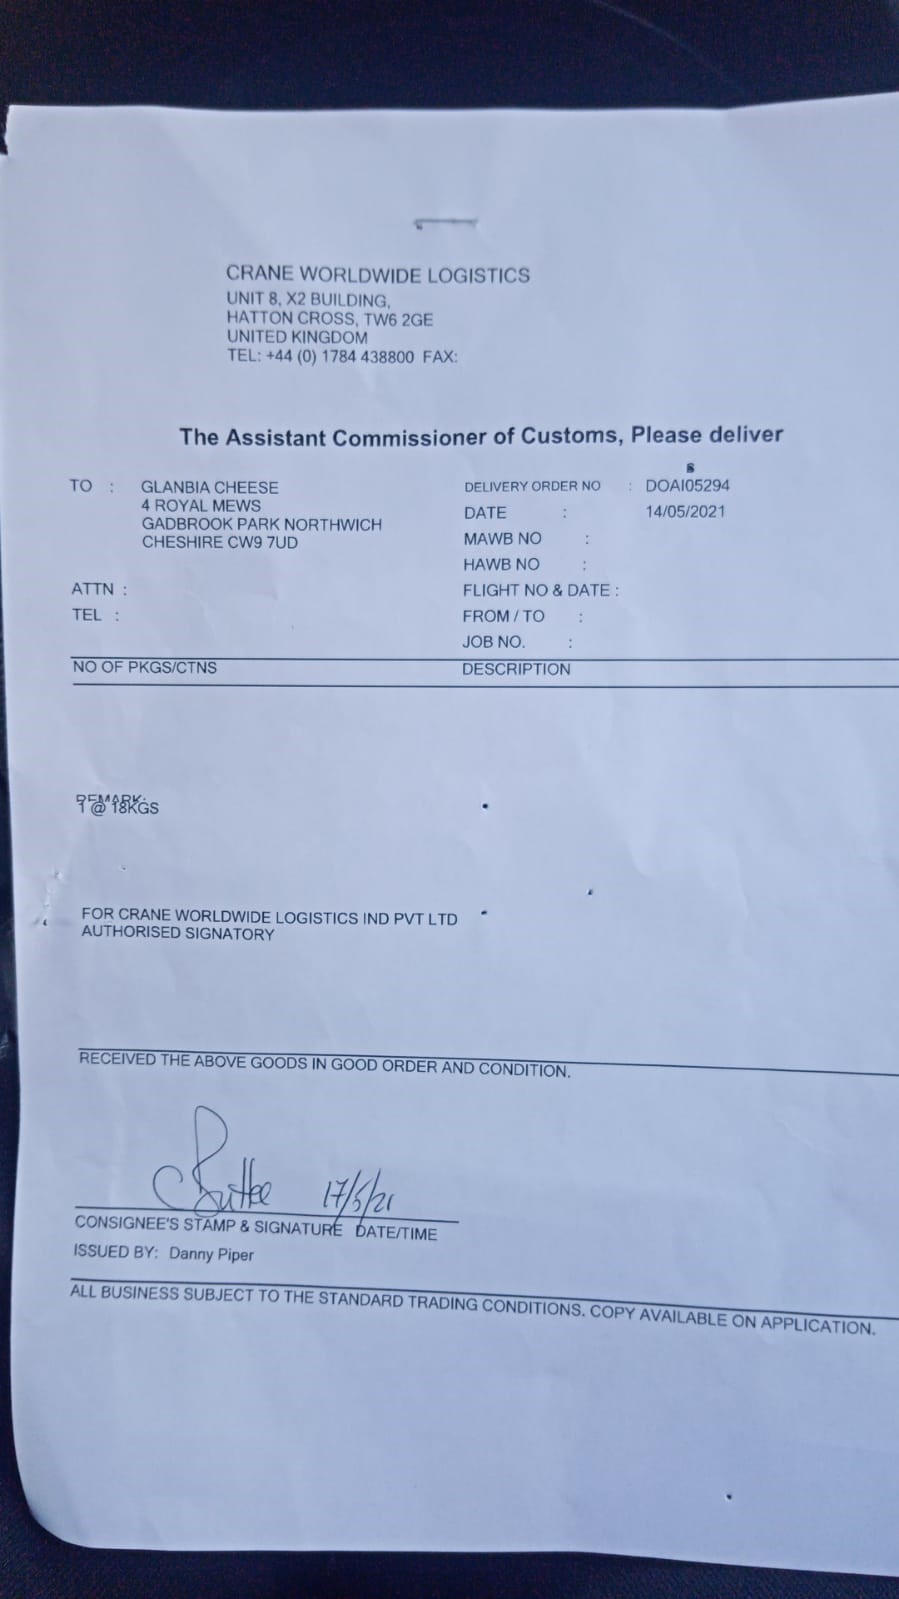 CRANE WORLDWIDE LOGISTICS
UNIT 8, X2 BUILDING,
HATTON CROSS, TW6 2GE
UNITED KINGDOM
TEL: +44 (0) 1784 438800 FAX:
The Assistant Commissioner of Customs, Please deliver
TO : GLANBIA CHEESE
4 ROYAL MEWS
GADBROOK PARK NORTHWICH
CHESHIRE CW9 7UD
ATTN :
TEL :
s
DELIVERY ORDER NO : DOAI05294
DATE : 14/05/2021
MAWB NO :
HAWB NO :
FLIGHT NO & DATE :
FROM / TO :
JOB NO. :
NO OF PKGS/CTNS DESCRIPTION
REMARK:
1 @ 18KGS
FOR CRANE WORLDWIDE LOGISTICS IND PVT LTD
AUTHORISED SIGNATORY
RECEIVED THE ABOVE GOODS IN GOOD ORDER AND CONDITION.
17/5/21
CONSIGNEE'S STAMP & SIGNATURE DATE/TIME
ISSUED BY: Danny Piper
ALL BUSINESS SUBJECT TO THE STANDARD TRADING CONDITIONS. COPY AVAILABLE ON APPLICATION.